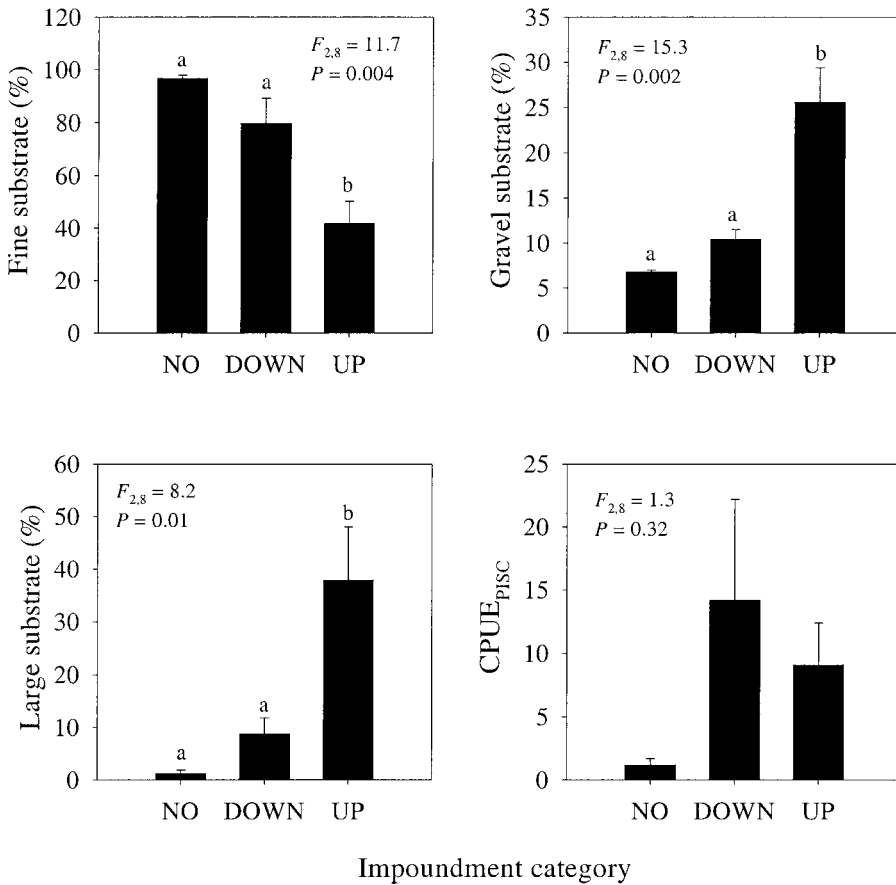 Fine substrate (%)
120
100
80
60
40
20
0
a
a
b
F2,8 = 11.7
P = 0.004
NO DOWN UP
Gravel substrate (%)
35
30
25
20
15
10
5
0
F2,8 = 15.3
P = 0.002
a
a
b
NO DOWN UP
Large substrate (%)
60
50
40
30
20
10
0
F2,8 = 8.2
P = 0.01
a
a
b
NO DOWN UP
CPUEPISC
25
20
15
10
5
0
F2,8 = 1.3
P = 0.32
NO DOWN UP
Impoundment category